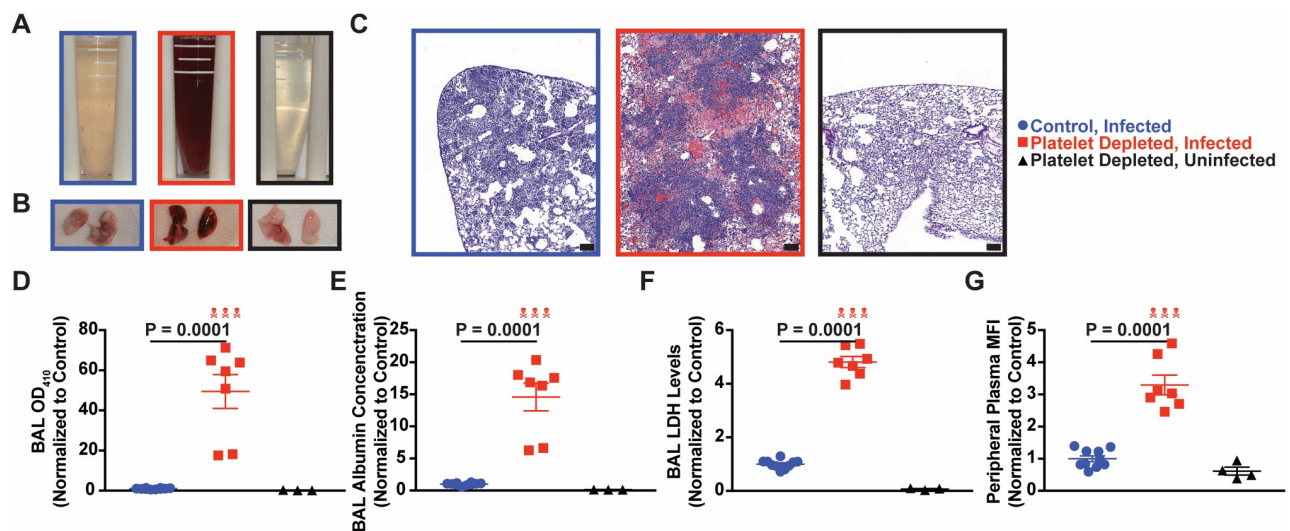 A
B
C
3
Control, Infected
Platelet Depleted, Infected
Platelet Depleted, Uninfected
D
BAL OD410
(Normalized to Control)
80
60
40
20
0
P = 0.0001
E
BAL Albumin Concenctration
(Normalized to Control)
25
20
15
10
5
0
P = 0.0001
F
BAL LDH Levels
(Normalized to Control)
6
4
2
0
P = 0.0001
G
Peripheral Plasma MFI
(Normalized to Control)
5
4
3
2
1
0
P = 0.0001